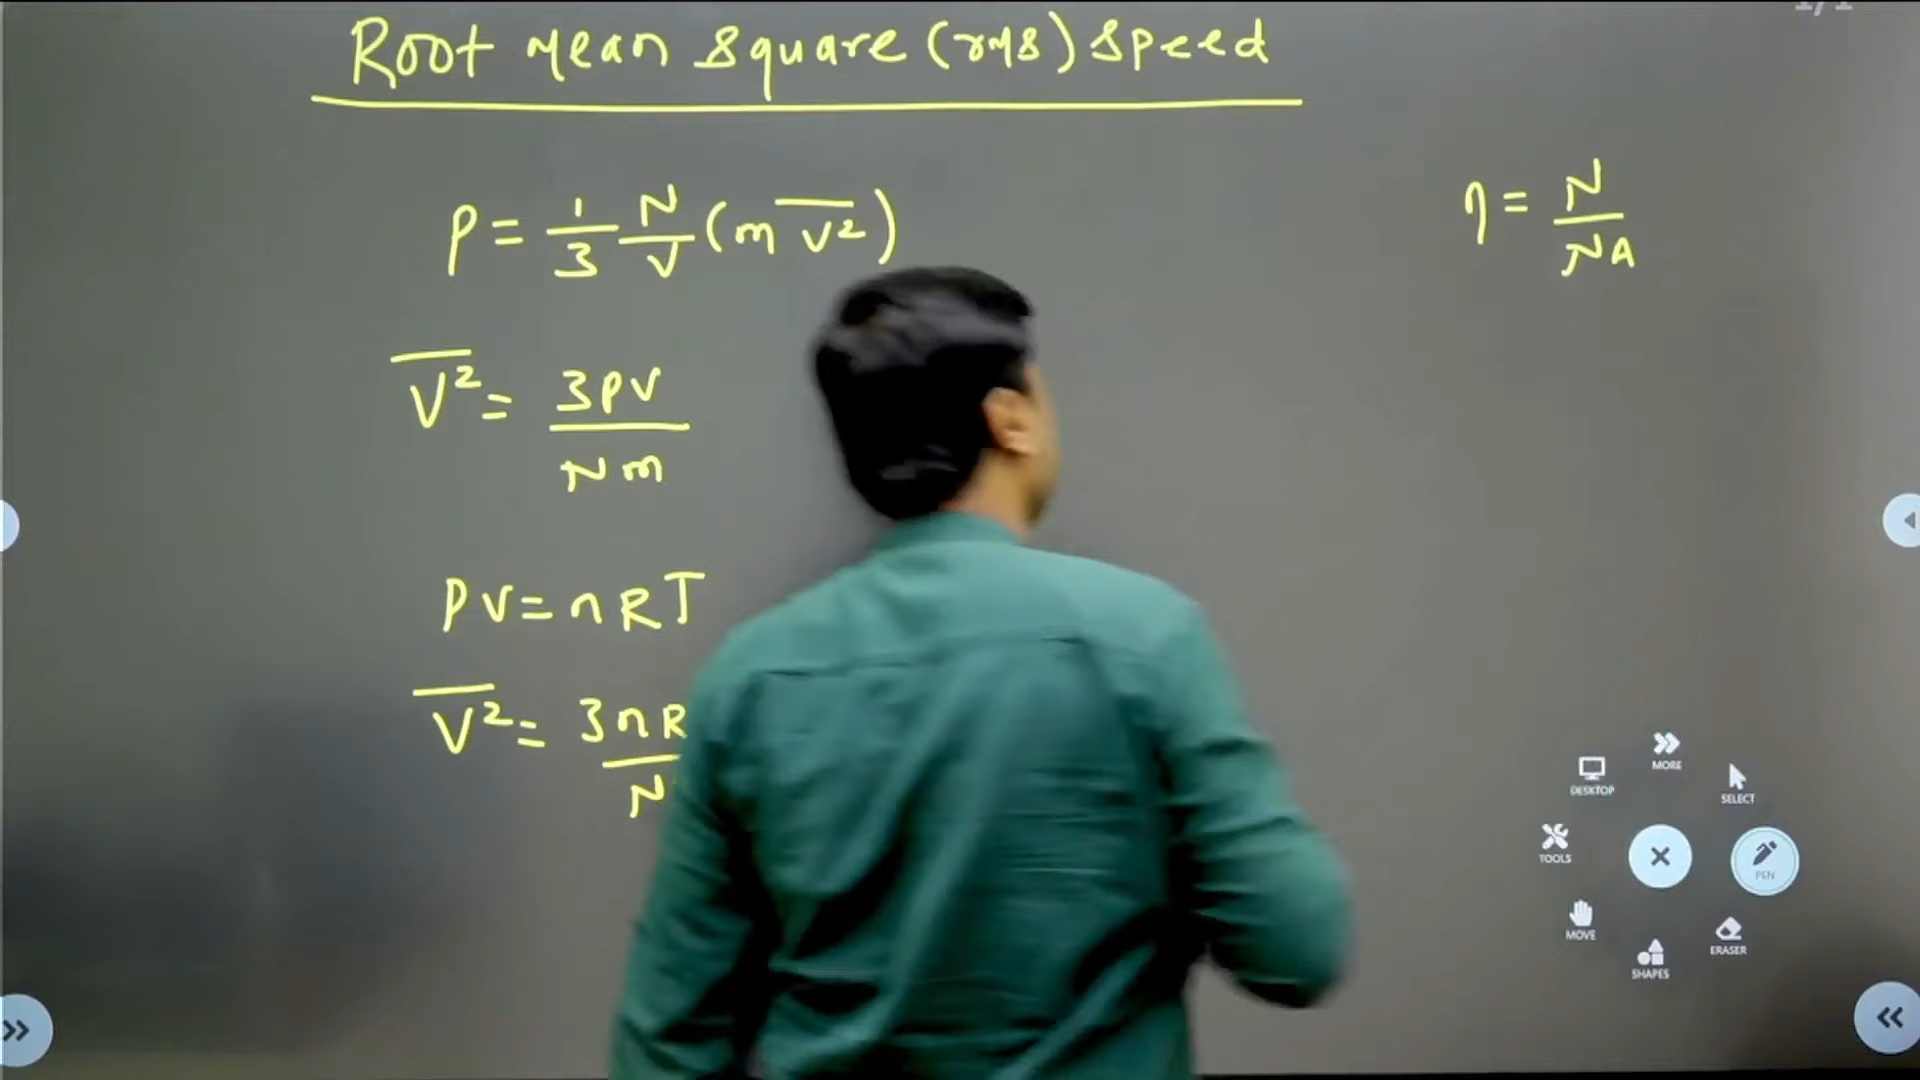 Root Mean Square (rms) Speed
P = 1/3 N/V (m v̅²)
η = N/NA
V̅² = 3PV/Nm
PV = nRT
V̅² = 3nR/N
MORE
DESKTOP
SELECT
TOOLS
PEN
MOVE
ERASER
SHAPES